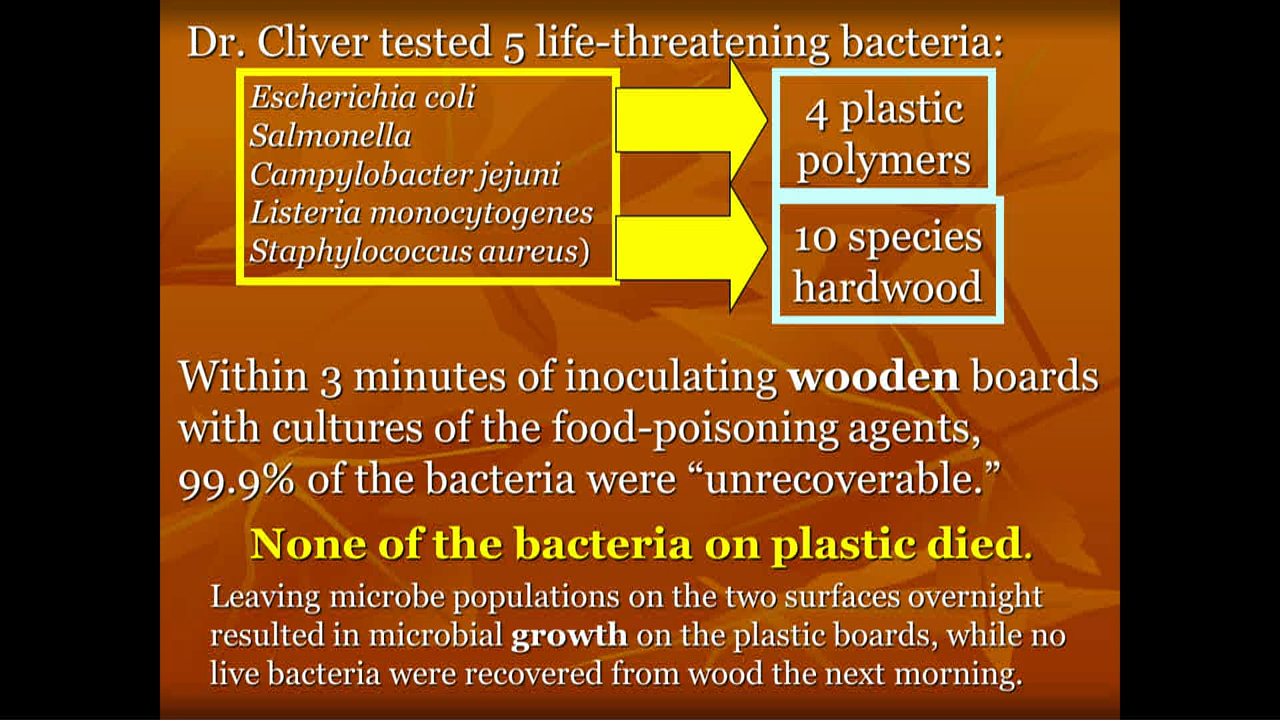 Dr. Cliver tested 5 life-threatening bacteria:
Escherichia coli
Salmonella
Campylobacter jejuni
Listeria monocytogenes
Staphylococcus aureus)
4 plastic
polymers
10 species
hardwood
Within 3 minutes of inoculating wooden boards
with cultures of the food-poisoning agents,
99.9% of the bacteria were “unrecoverable.”
None of the bacteria on plastic died.
Leaving microbe populations on the two surfaces overnight
resulted in microbial growth on the plastic boards, while no
live bacteria were recovered from wood the next morning.